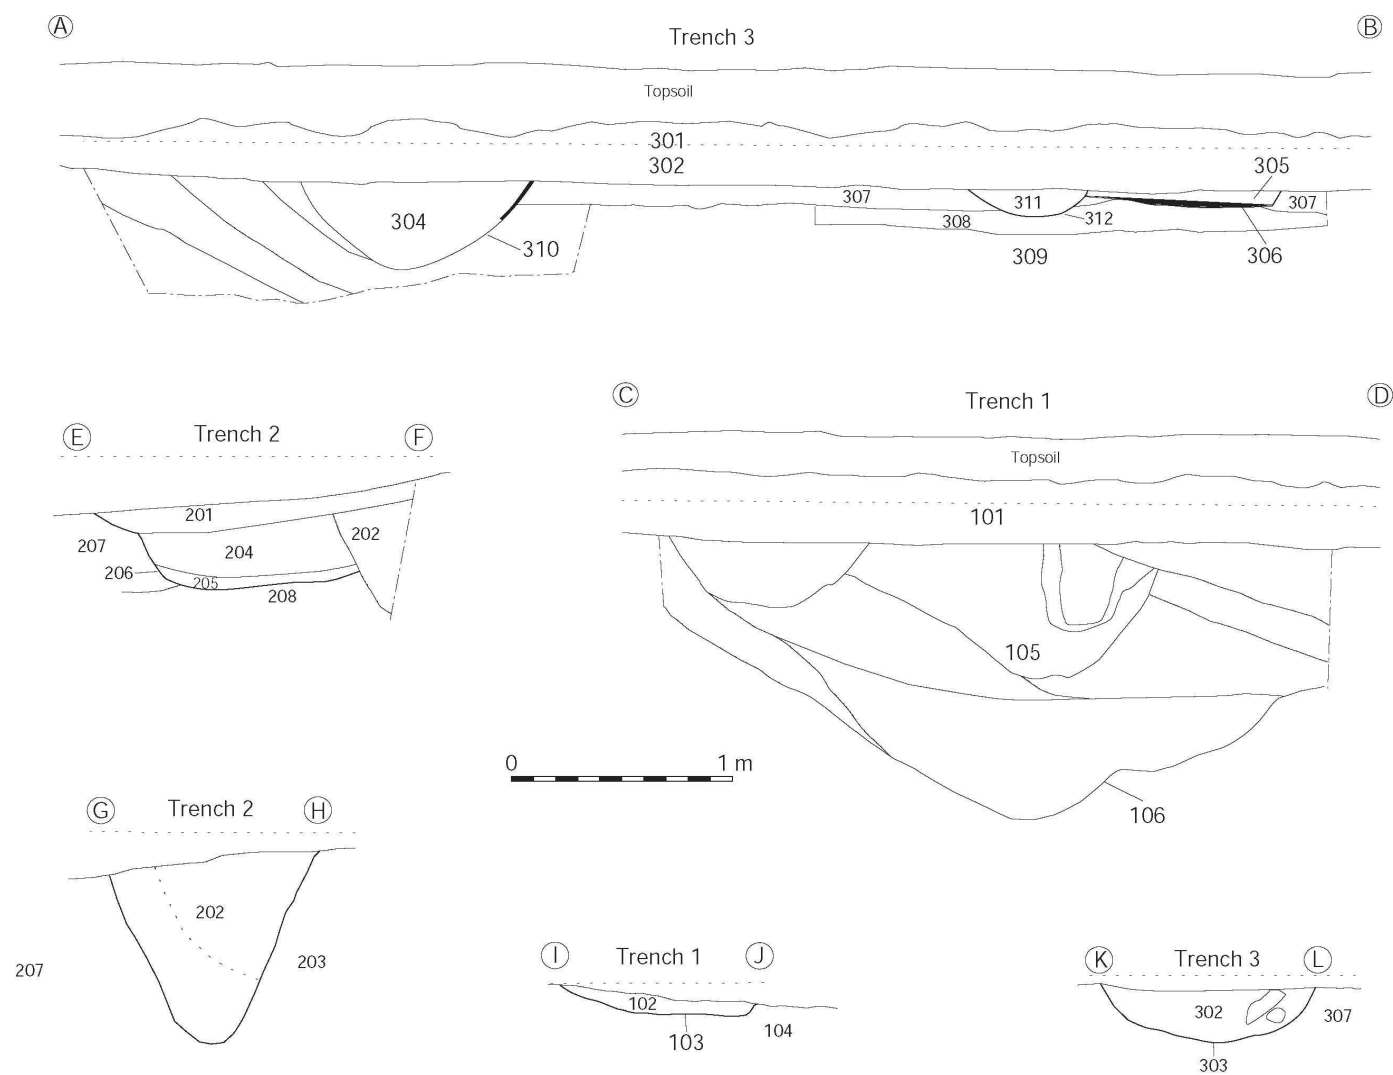 A B
Trench 3
Topsoil
301
302
305
304 307 311 307
308 312
310 309 306
C D
Trench 1
E Trench 2 F
Topsoil
201
202
101
207 204
206 205
208
105
0 1 m
G Trench 2 H
106
202
207 203
I Trench 1 J
102
103 104
K Trench 3 L
302 307
303